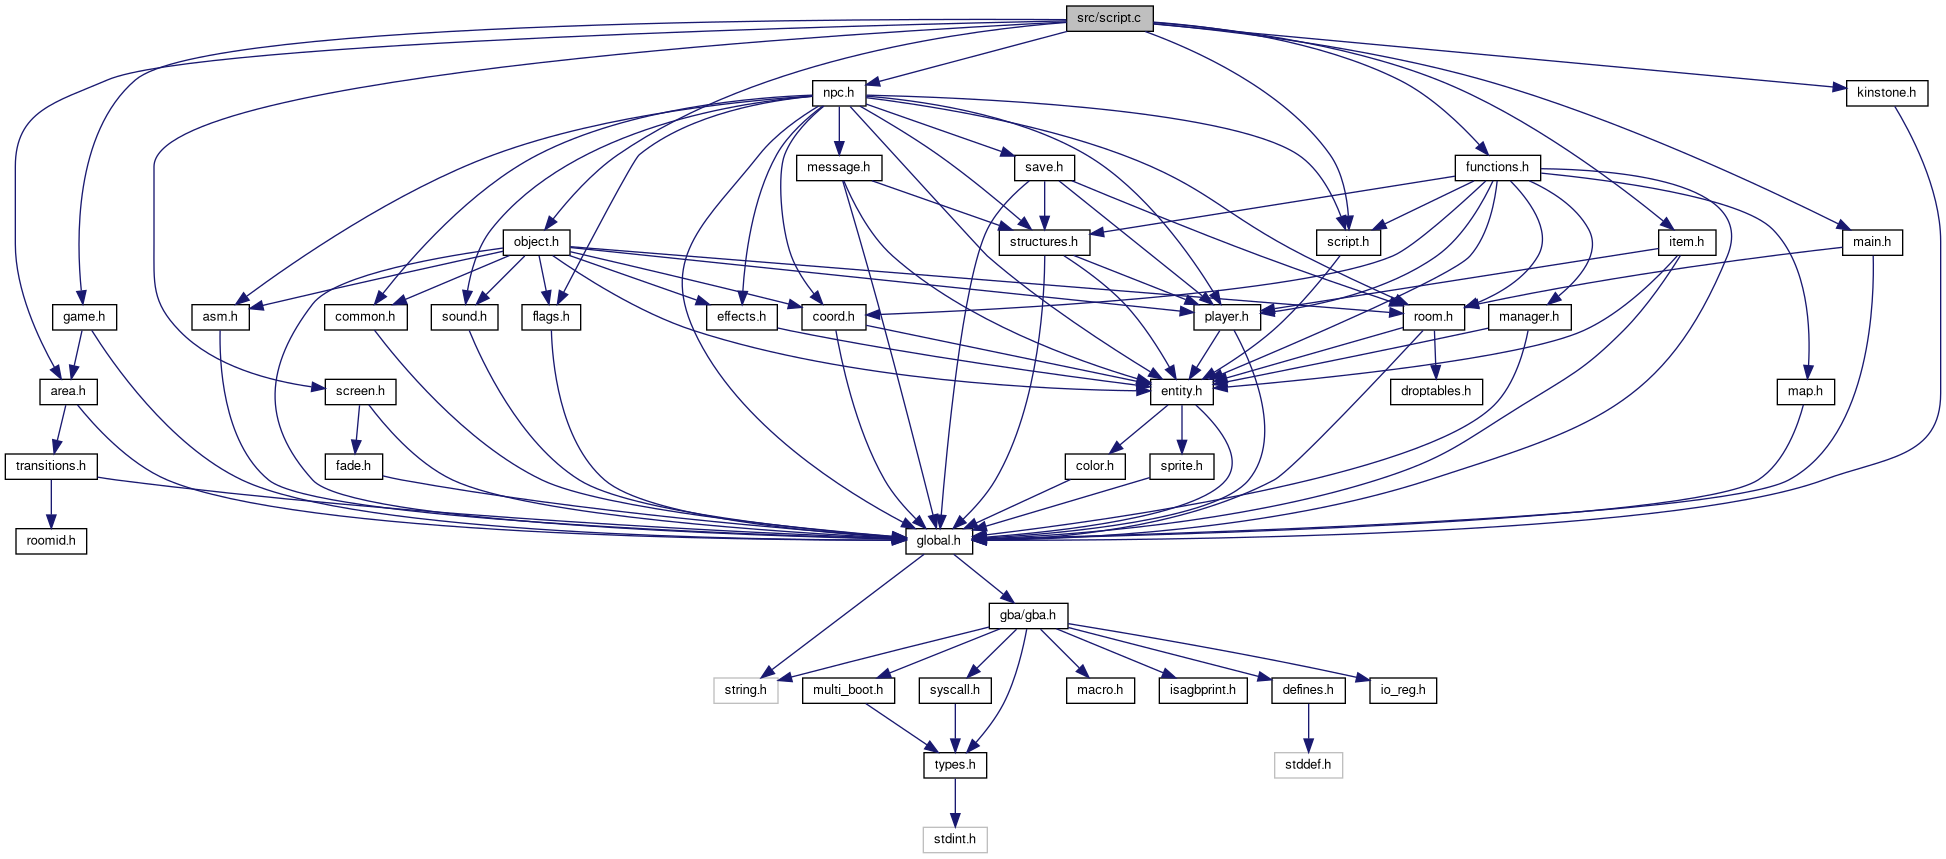 src/script.c
npc.h
kinstone.h
message.h
save.h
functions.h
object.h
structures.h
script.h
item.h
main.h
game.h
asm.h
common.h
sound.h
flags.h
effects.h
coord.h
player.h
room.h
manager.h
area.h
screen.h
entity.h
droptables.h
map.h
transitions.h
fade.h
color.h
sprite.h
roomid.h
global.h
gba/gba.h
string.h
multi_boot.h
syscall.h
macro.h
isagbprint.h
defines.h
io_reg.h
types.h
stddef.h
stdint.h